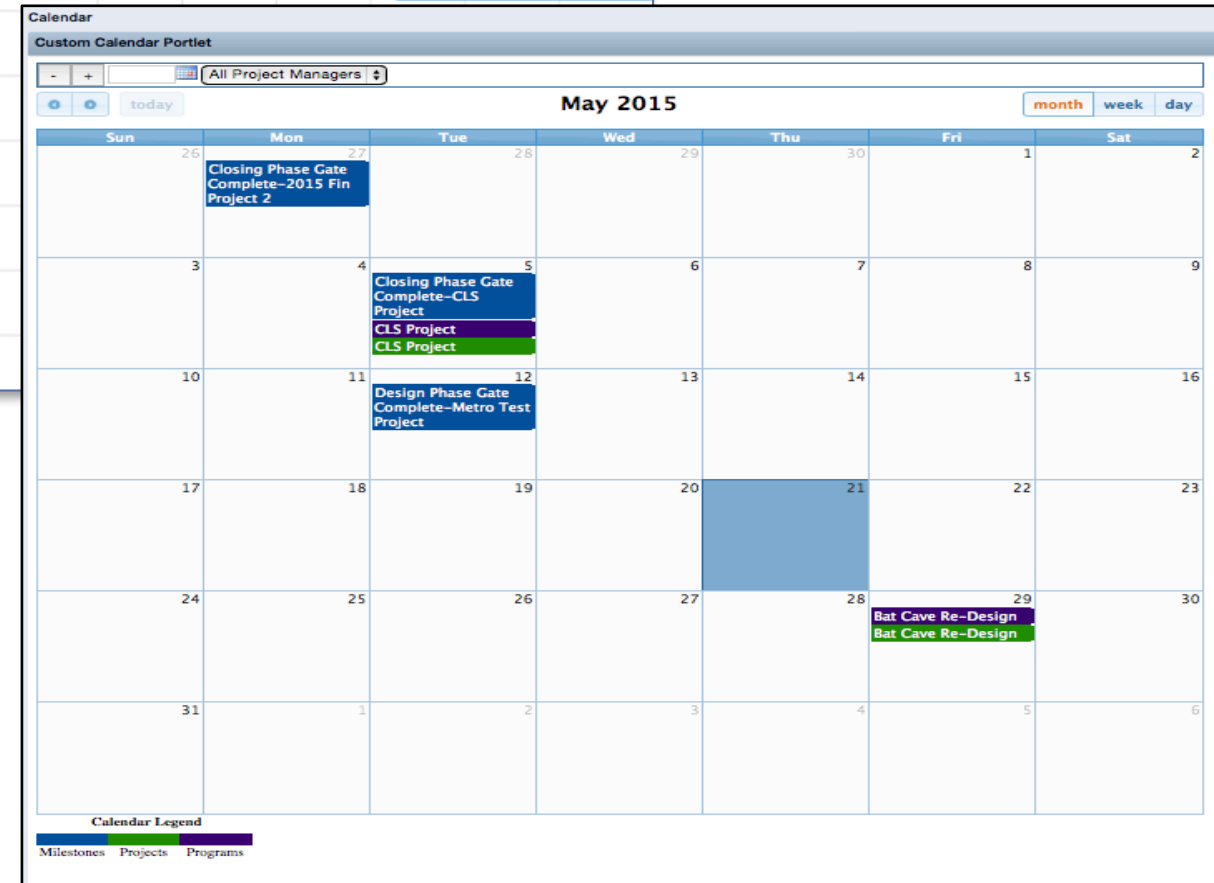 Calendar
Custom Calendar Portlet
- + All Project Managers
today May 2015 month week day
Sun Mon Tue Wed Thu Fri Sat
26 27 28 29 30 1 2
Closing Phase Gate
Complete–2015 Fin
Project 2
3 4 5 6 7 8 9
Closing Phase Gate
Complete–CLS
Project
CLS Project
CLS Project
10 11 12 13 14 15 16
Design Phase Gate
Complete–Metro Test
Project
17 18 19 20 21 22 23
24 25 26 27 28 29 30
Bat Cave Re–Design
Bat Cave Re–Design
31 1 2 3 4 5 6
Calendar Legend
Milestones Projects Programs